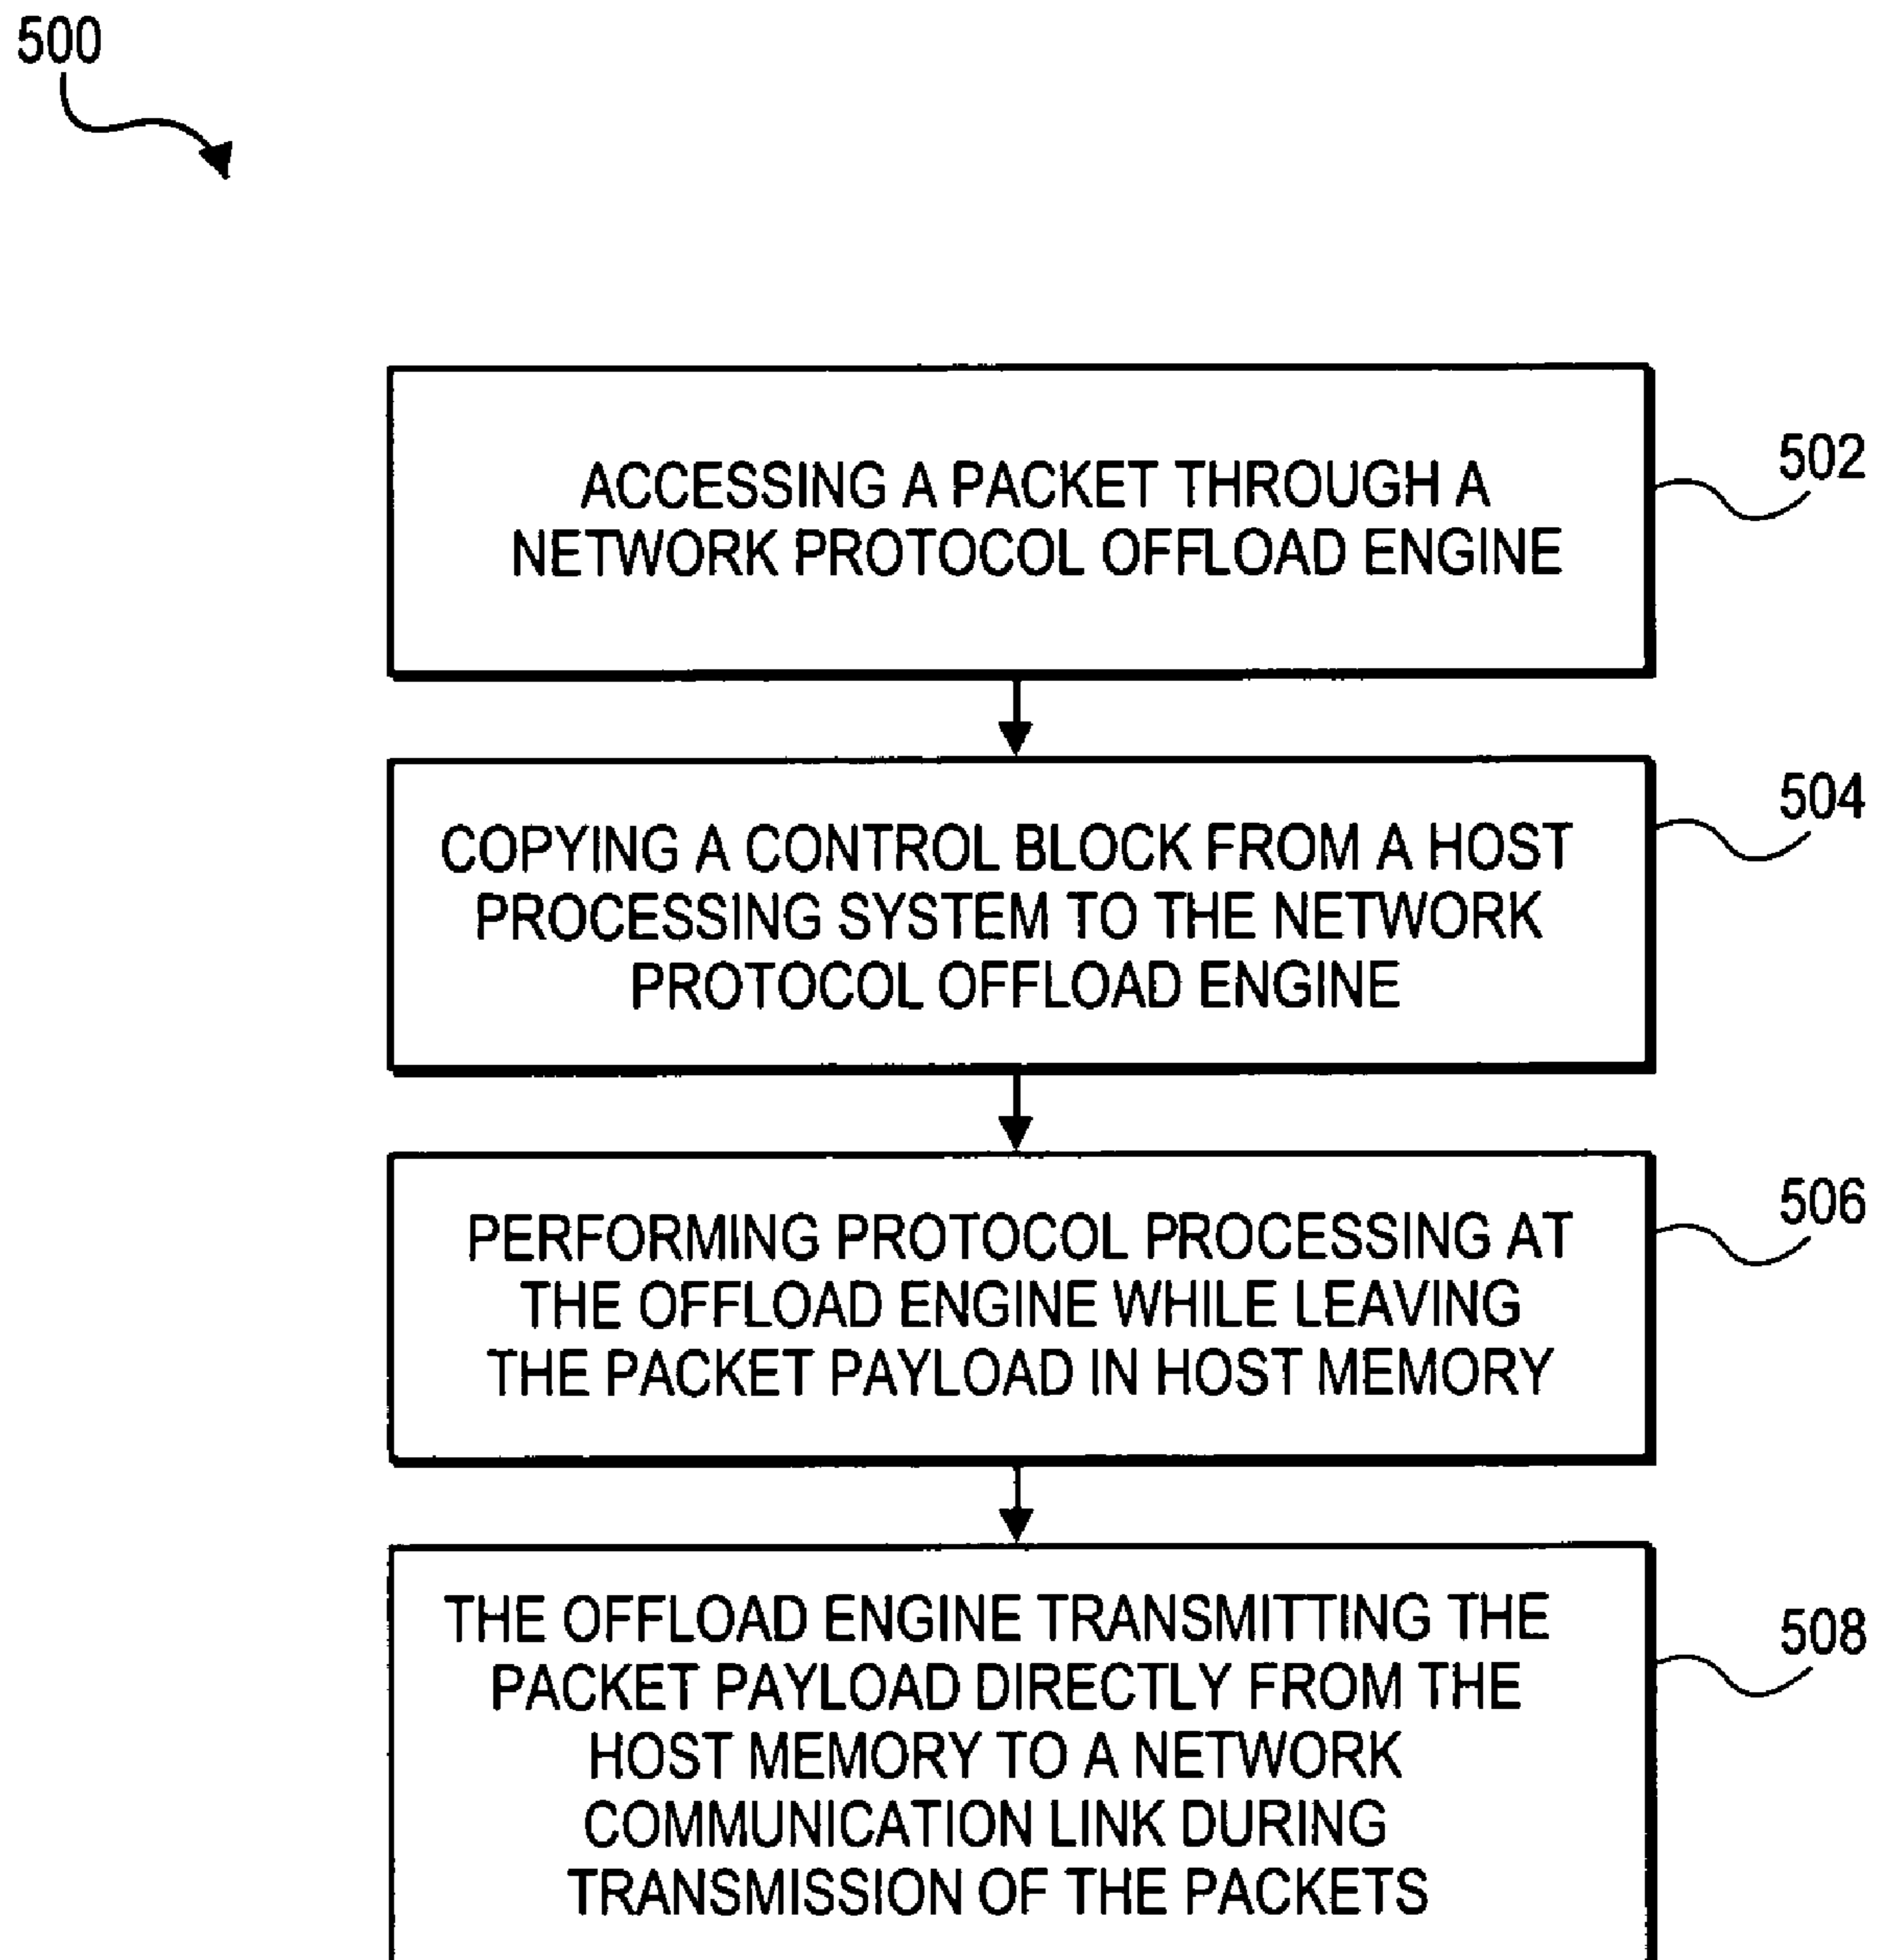 500
ACCESSING A PACKET THROUGH A
NETWORK PROTOCOL OFFLOAD ENGINE
502
COPYING A CONTROL BLOCK FROM A HOST
PROCESSING SYSTEM TO THE NETWORK
PROTOCOL OFFLOAD ENGINE
504
PERFORMING PROTOCOL PROCESSING AT
THE OFFLOAD ENGINE WHILE LEAVING
THE PACKET PAYLOAD IN HOST MEMORY
506
THE OFFLOAD ENGINE TRANSMITTING THE
PACKET PAYLOAD DIRECTLY FROM THE
HOST MEMORY TO A NETWORK
COMMUNICATION LINK DURING
TRANSMISSION OF THE PACKETS
508